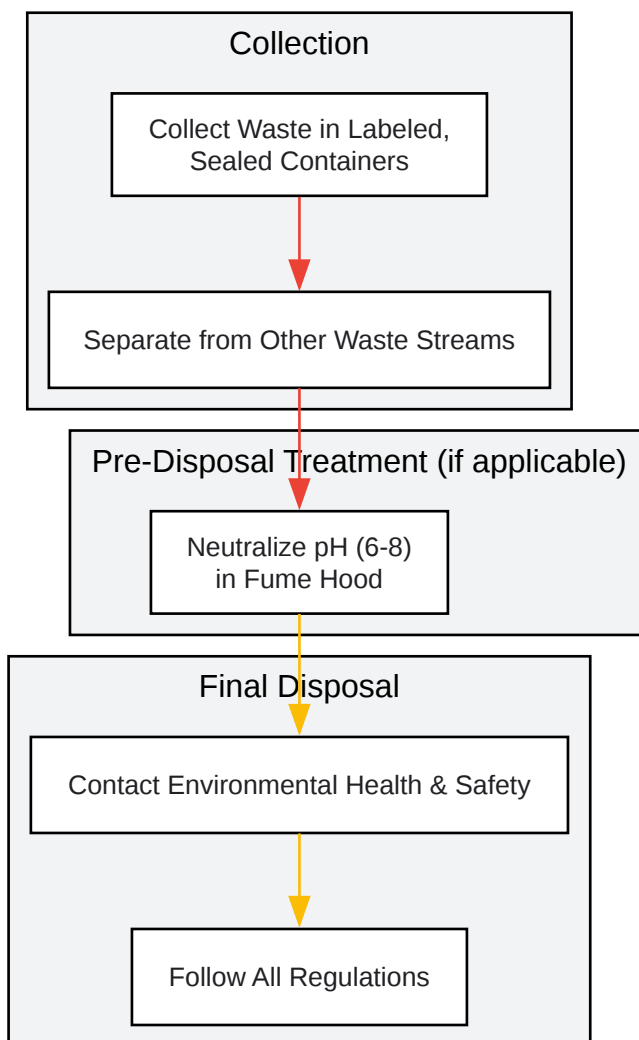 Collection
Collect Waste in Labeled,
Sealed Containers
Separate from Other Waste Streams
Pre-Disposal Treatment (if applicable)
Neutralize pH (6-8)
in Fume Hood
Final Disposal
Contact Environmental Health & Safety
Follow All Regulations